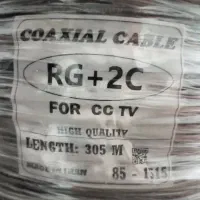 COAXIAL CABLE
RG+2C
FOR CC TV
HIGH QUALITY
LENGTH: 305 M
85 - 1315